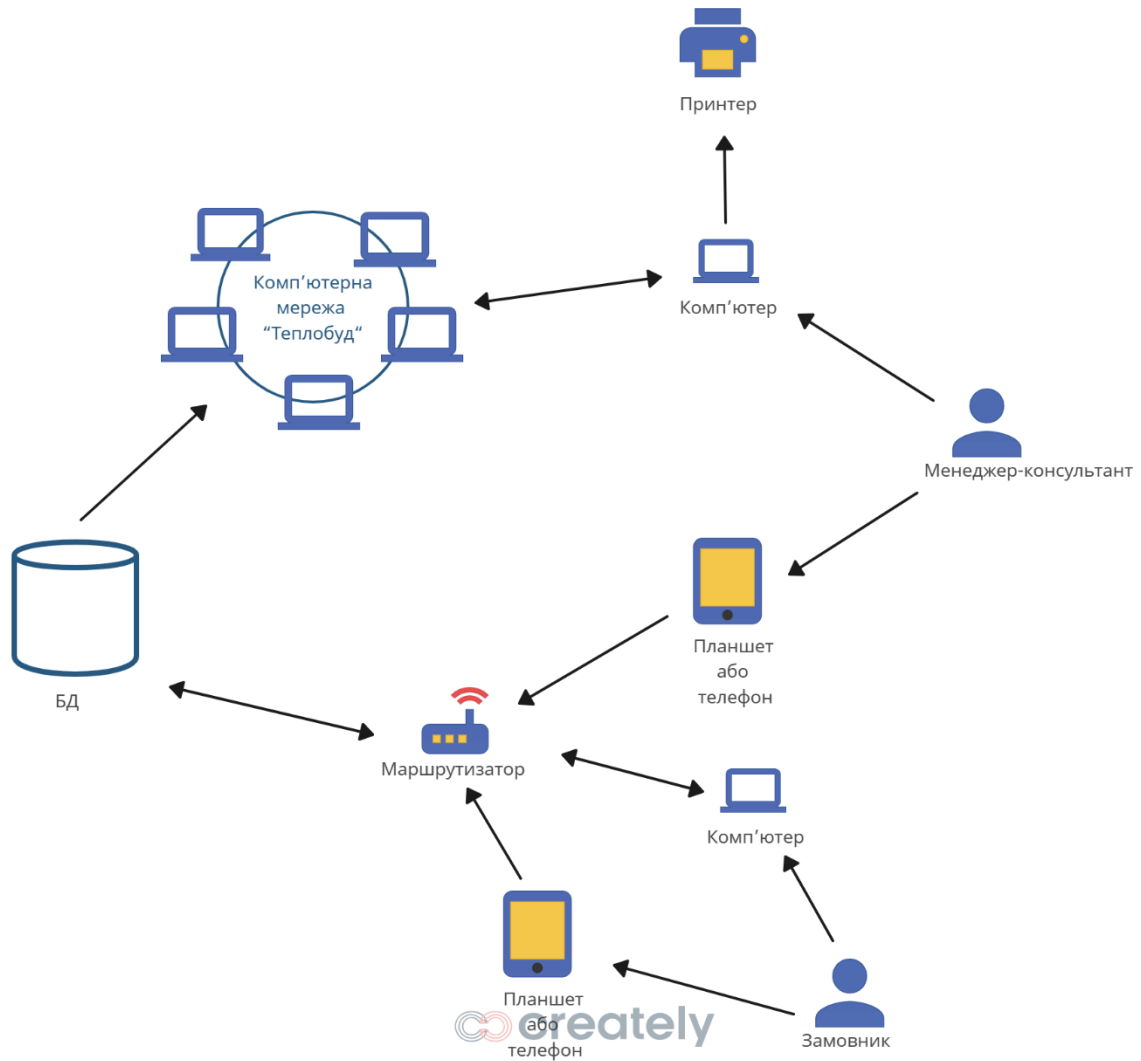 Принтер
Комп’ютерна
мережа
“Теплобуд“
Комп’ютер
Менеджер-консультант
Планшет
або
телефон
БД
Маршрутизатор
Комп’ютер
Планшет
або
телефон
creately
Замовник